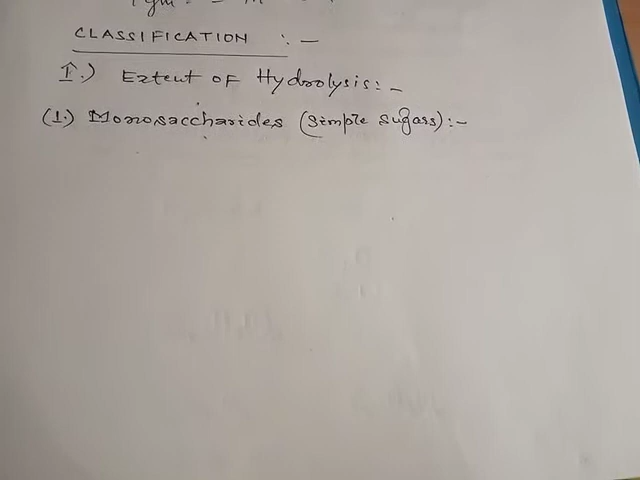 CLASSIFICATION :-
I.) Extent of Hydrolysis:-
(1.) Monosaccharides (Simple Sugars):-